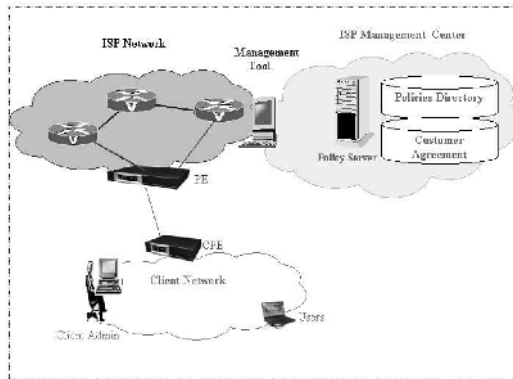 ISP Network
Management
Tool
ISP Management Center
Policies Directory
Customer
Agreement
Policy Server
PE
CPE
Client Network
Client Admin
Users